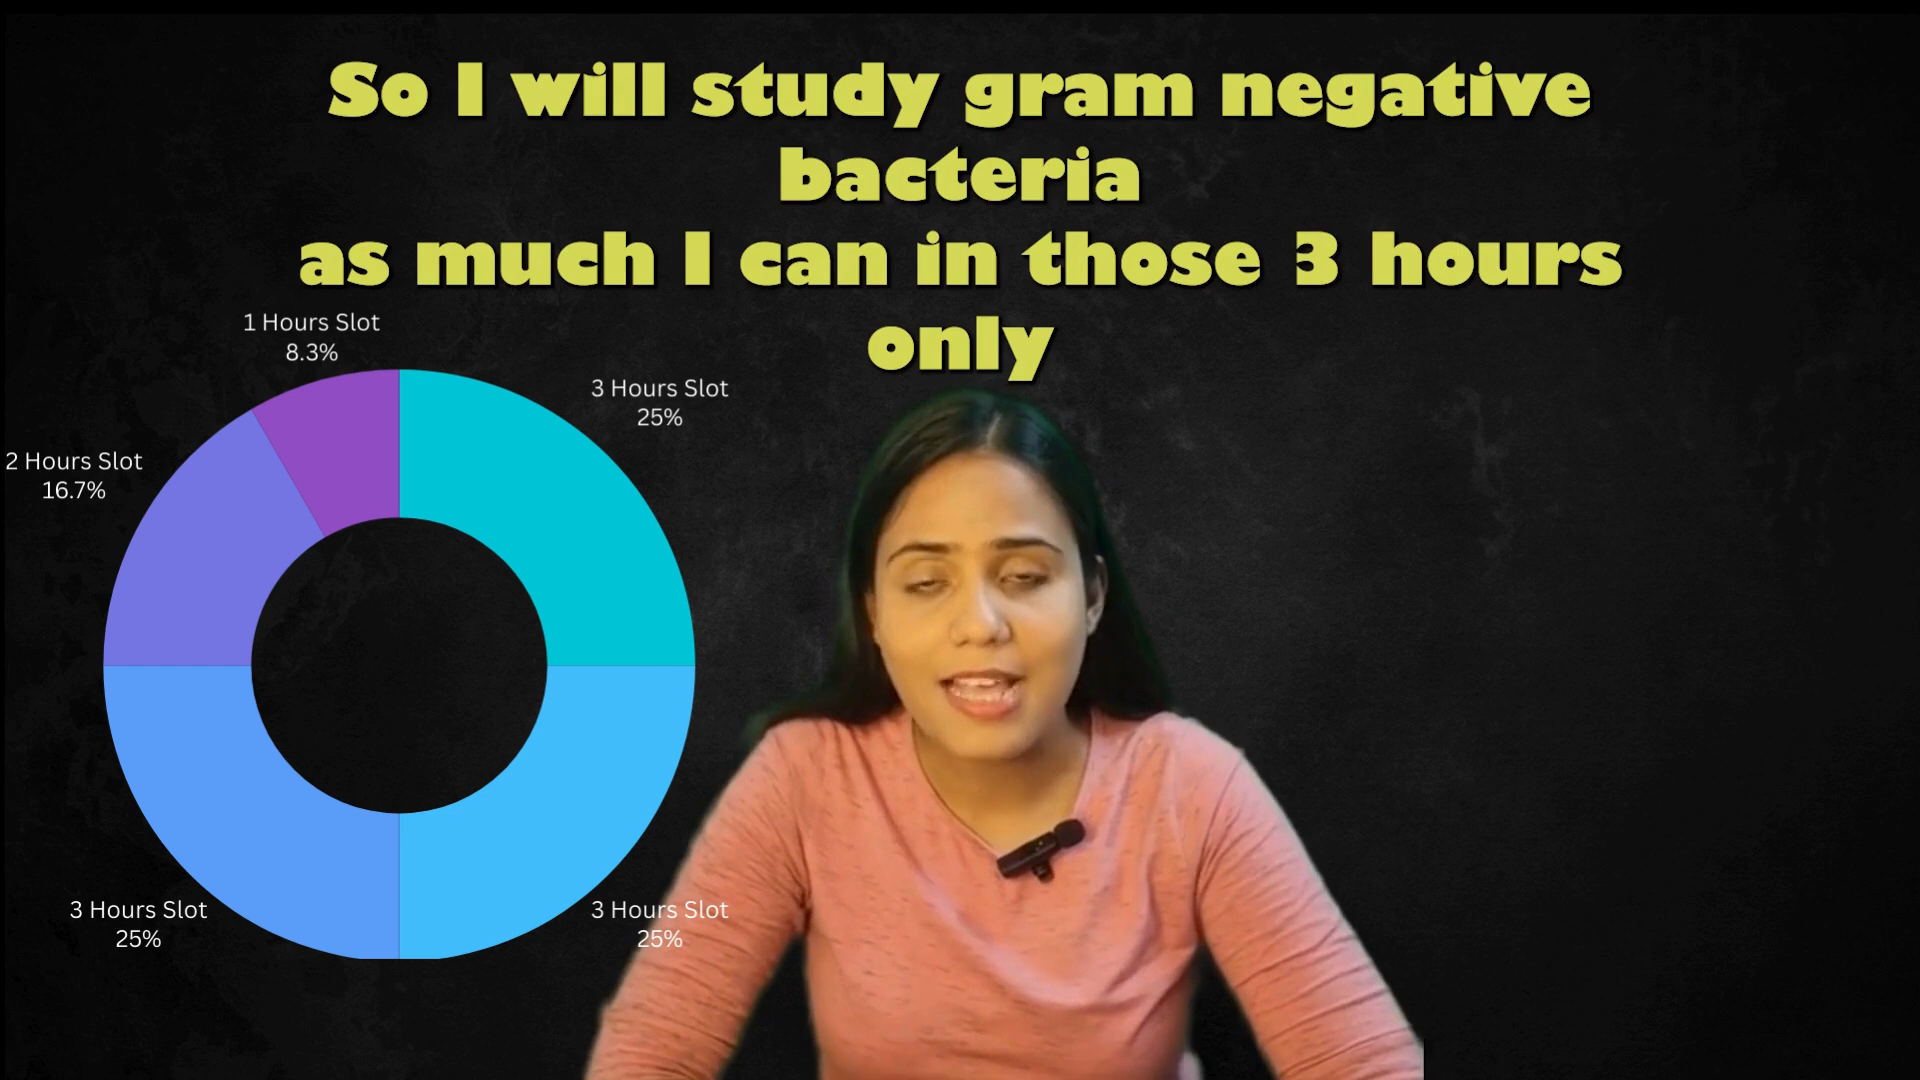 So I will study gram negative
bacteria
as much I can in those 3 hours
only
1 Hours Slot
8.3%
3 Hours Slot
25%
2 Hours Slot
16.7%
3 Hours Slot
25%
3 Hours Slot
25%